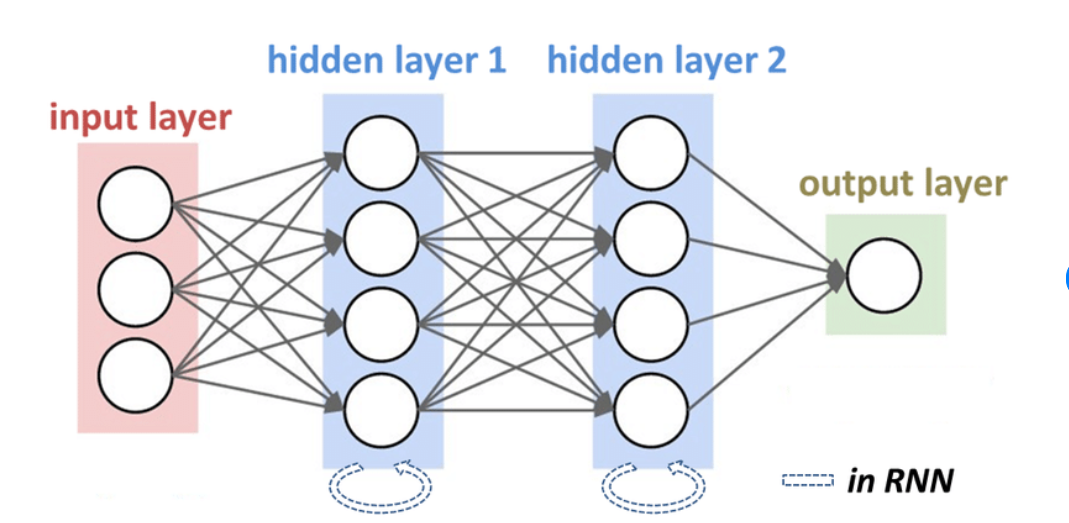 hidden layer 1
hidden layer 2
input layer
output layer
in RNN